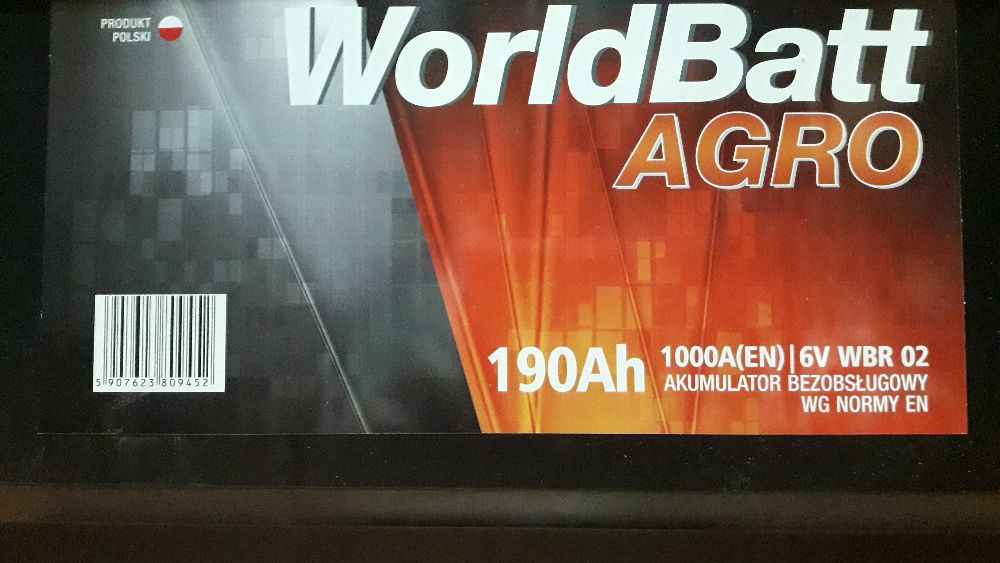 PRODUKT
POLSKI
WorldBatt
AGRO
190Ah
1000A(EN)|6V WBR 02
AKUMULATOR BEZOBSŁUGOWY
WG NORMY EN
5 907623 809452